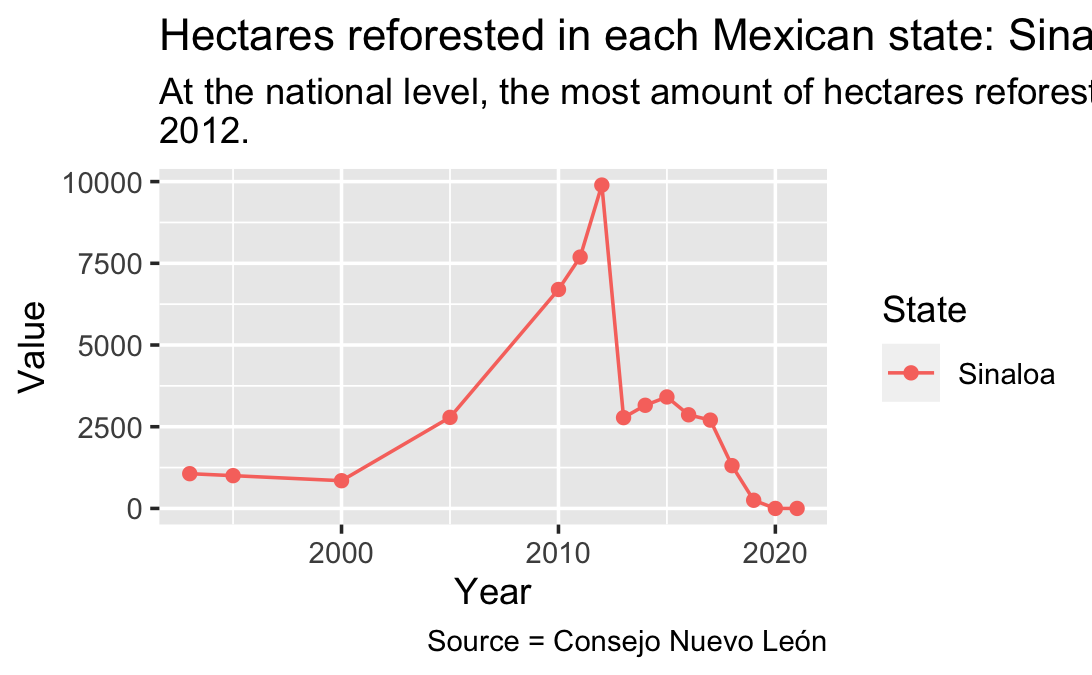 Hectares reforested in each Mexican state: Sina
At the national level, the most amount of hectares reforest
2012.
10000
7500
5000
2500
0
Value
2000 2010 2020
Year
State
Sinaloa
Source = Consejo Nuevo León